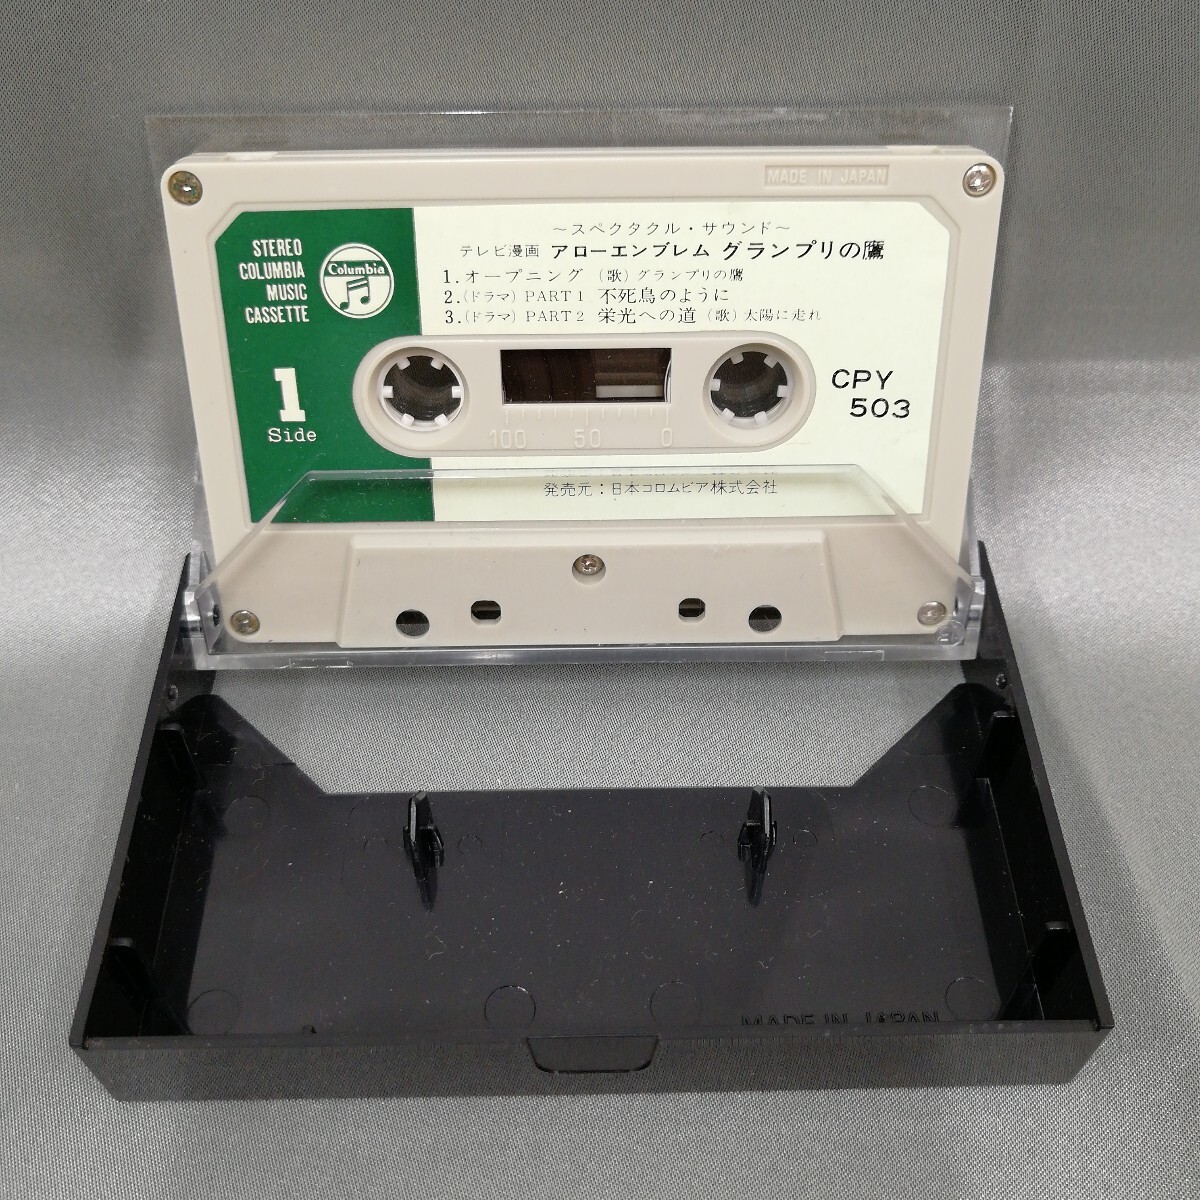 MADE IN JAPAN
STEREO
COLUMBIA
MUSIC
CASSETTE
Columbia
1
Side
～スペクタクル・サウンド～
テレビ漫画 アローエンブレム グランプリの鷹
1.オープニング (歌)グランプリの鷹
2.(ドラマ) PART1 不死鳥のように
3.(ドラマ) PART2 栄光への道 (歌)太陽に走れ
CPY
503
100 50 0
発売元:日本コロムビア株式会社
MADE IN JAPAN